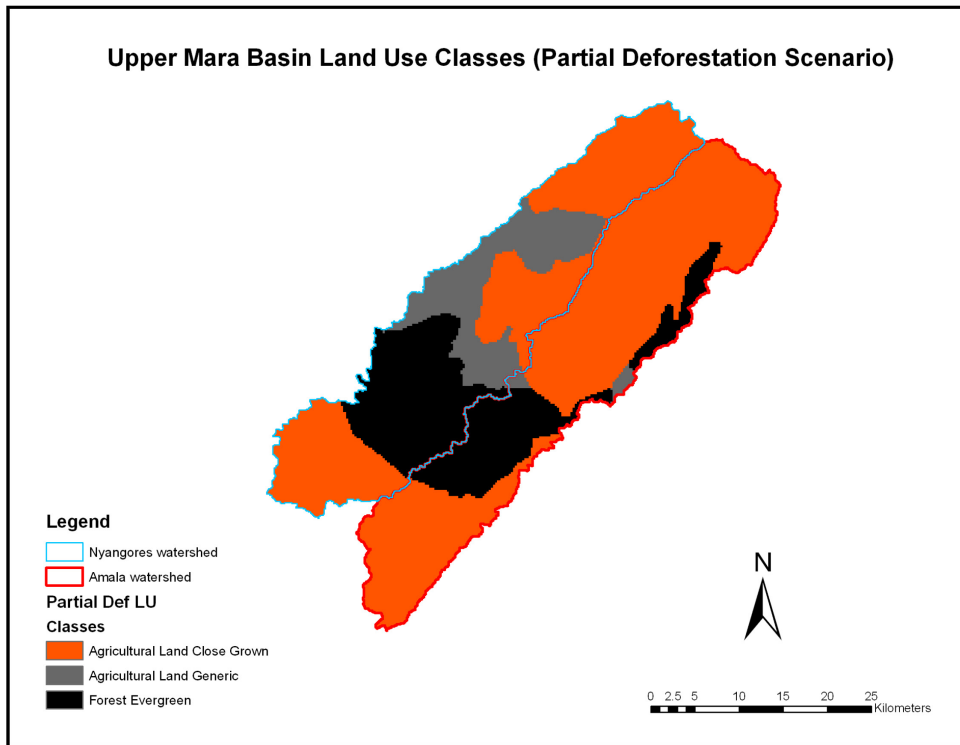 Upper Mara Basin Land Use Classes (Partial Deforestation Scenario)
Legend
Nyangores watershed
Amala watershed
Partial Def LU
Classes
Agricultural Land Close Grown
Agricultural Land Generic
Forest Evergreen
N
0 2.5 5 10 15 20 25
Kilometers